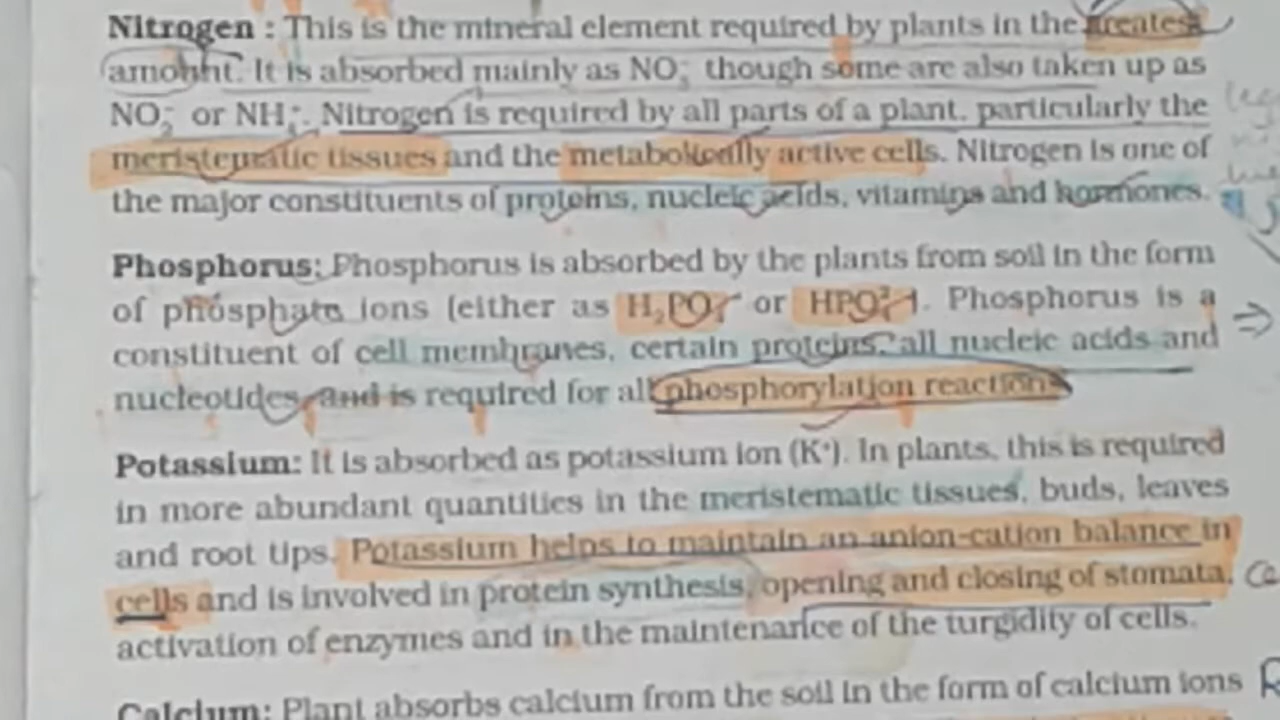 Nitrogen : This is the mineral element required by plants in the greatest
amount. It is absorbed mainly as NO₃⁻ though some are also taken up as
NO₂⁻ or NH₄⁺. Nitrogen is required by all parts of a plant, particularly the
meristematic tissues and the metabolically active cells. Nitrogen is one of
the major constituents of proteins, nucleic acids, vitamins and hormones.
Phosphorus: Phosphorus is absorbed by the plants from soil in the form
of phosphate ions (either as H₂PO₄⁻ or HPO₄²⁻). Phosphorus is a
constituent of cell membranes, certain proteins, all nucleic acids and
nucleotides, and is required for all phosphorylation reactions
Potassium: It is absorbed as potassium ion (K⁺). In plants, this is required
in more abundant quantities in the meristematic tissues, buds, leaves
and root tips. Potassium helps to maintain an anion-cation balance in
cells and is involved in protein synthesis, opening and closing of stomata,
activation of enzymes and in the maintenance of the turgidity of cells.
Calcium: Plant absorbs calcium from the soil in the form of calcium ions